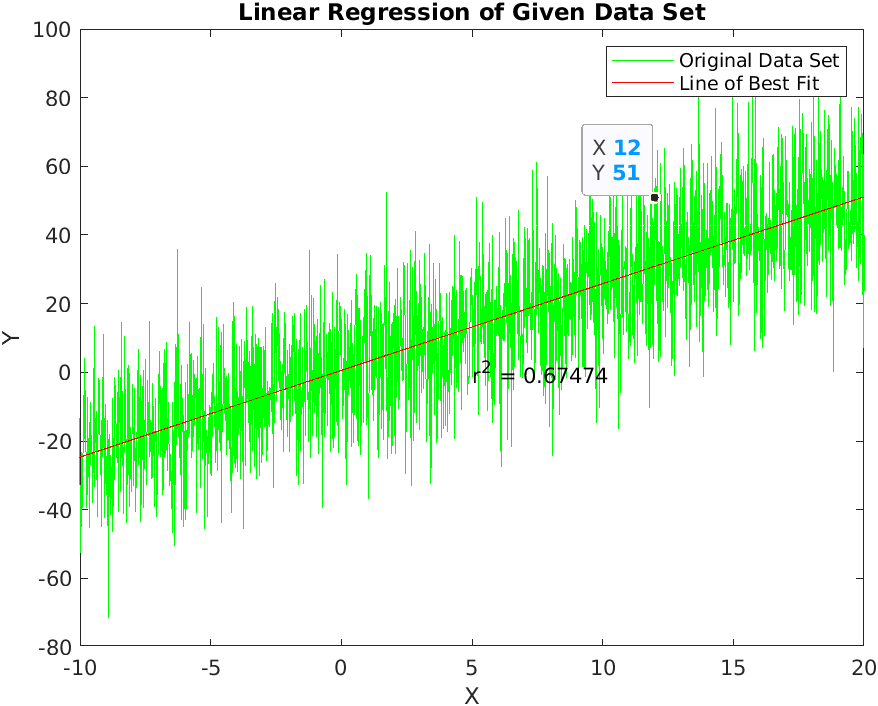 Linear Regression of Given Data Set
100
80
60
40
20
0
-20
-40
-60
-80
Y
Original Data Set
Line of Best Fit
X 12
Y 51
r² = 0.67474
-10 -5 0 5 10 15 20
X